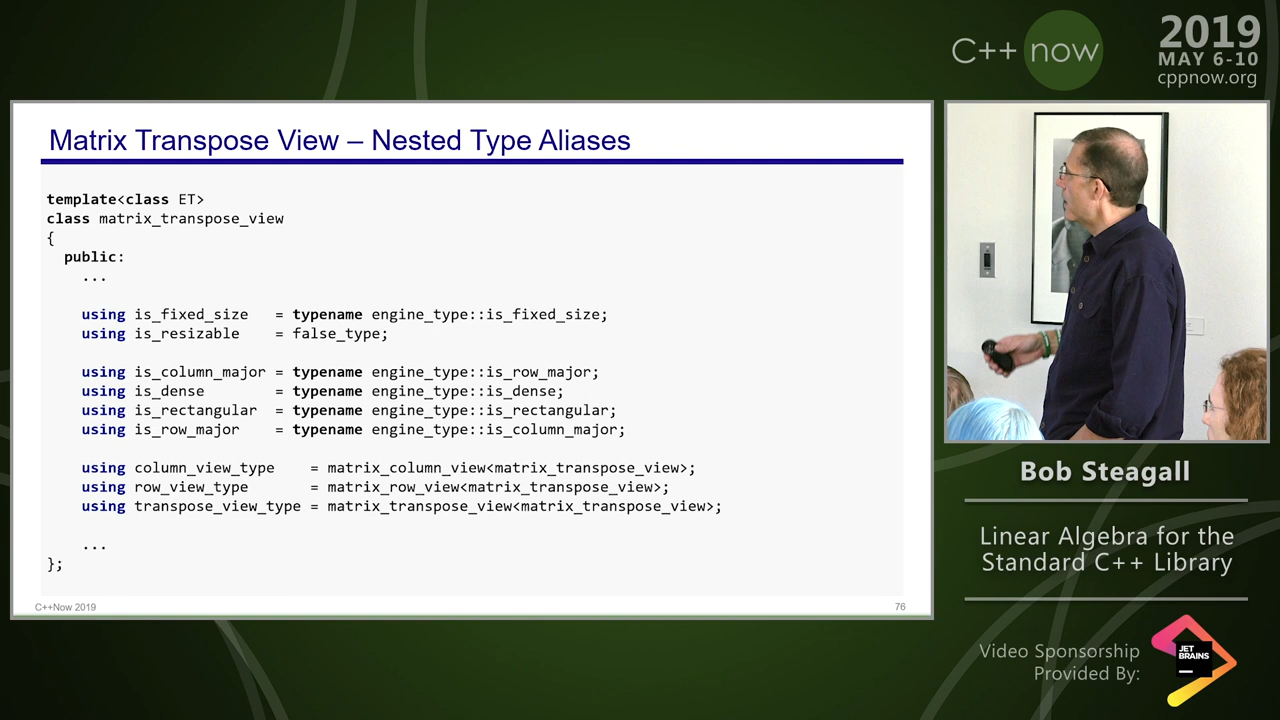 C++ now
2019
MAY 6-10
cppnow.org
Matrix Transpose View – Nested Type Aliases
template<class ET>
class matrix_transpose_view
{
public:
...
using is_fixed_size = typename engine_type::is_fixed_size;
using is_resizable = false_type;
using is_column_major = typename engine_type::is_row_major;
using is_dense = typename engine_type::is_dense;
using is_rectangular = typename engine_type::is_rectangular;
using is_row_major = typename engine_type::is_column_major;
using column_view_type = matrix_column_view<matrix_transpose_view>;
using row_view_type = matrix_row_view<matrix_transpose_view>;
using transpose_view_type = matrix_transpose_view<matrix_transpose_view>;
...
};
C++Now 2019
76
Bob Steagall
Linear Algebra for the
Standard C++ Library
Video Sponsorship
Provided By:
JET
BRAINS